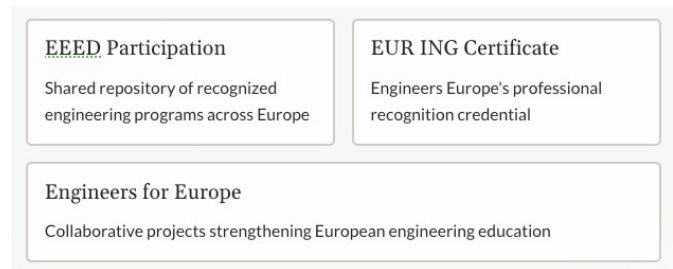 EEED Participation
Shared repository of recognized
engineering programs across Europe
EUR ING Certificate
Engineers Europe's professional
recognition credential
Engineers for Europe
Collaborative projects strengthening European engineering education